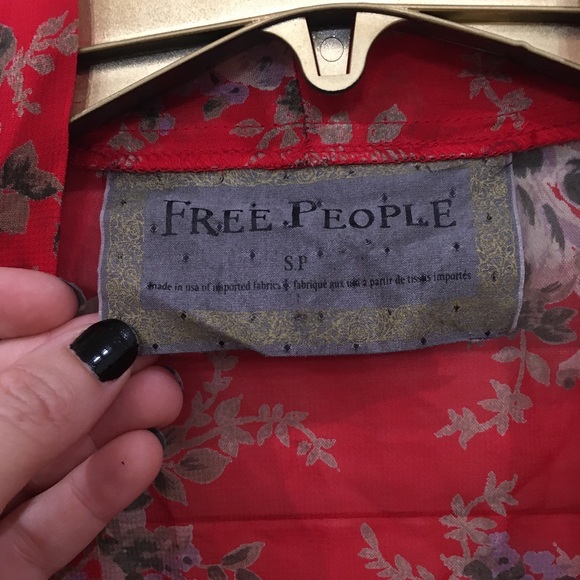 FREE PEOPLE
S.P
made in usa of imported fabrics • fabriqué aux usa a partir de tissus importés